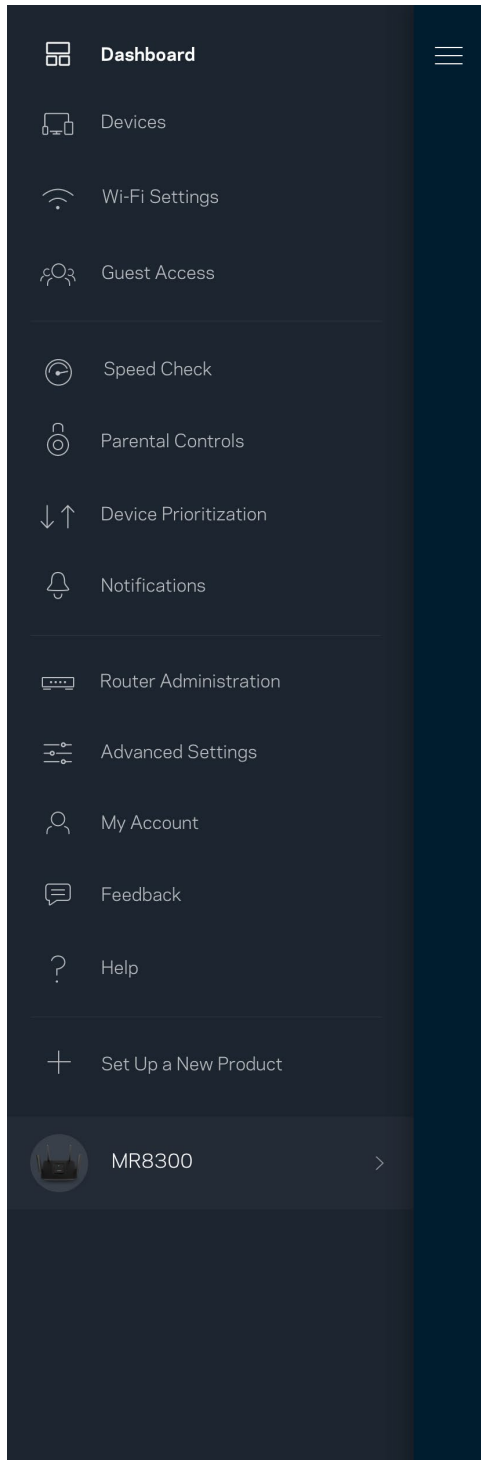 Dashboard
Devices
Wi-Fi Settings
Guest Access
Speed Check
Parental Controls
Device Prioritization
Notifications
Router Administration
Advanced Settings
My Account
Feedback
Help
Set Up a New Product
MR8300